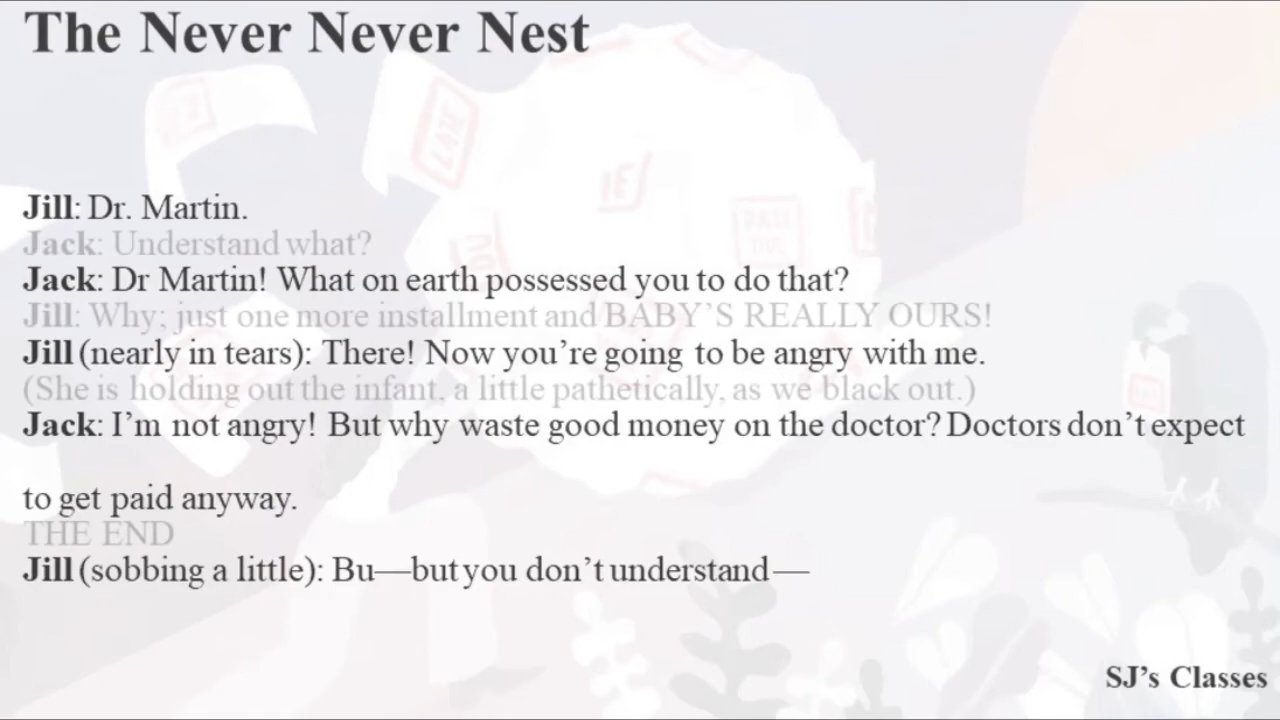 The Never Never Nest
Jill: Dr. Martin.
Jack: Understand what?
Jack: Dr Martin! What on earth possessed you to do that?
Jill: Why; just one more installment and BABY’S REALLY OURS!
Jill (nearly in tears): There! Now you’re going to be angry with me.
(She is holding out the infant, a little pathetically, as we black out.)
Jack: I’m not angry! But why waste good money on the doctor? Doctors don’t expect
to get paid anyway.
THE END
Jill (sobbing a little): Bu—but you don’t understand—
SJ’s Classes